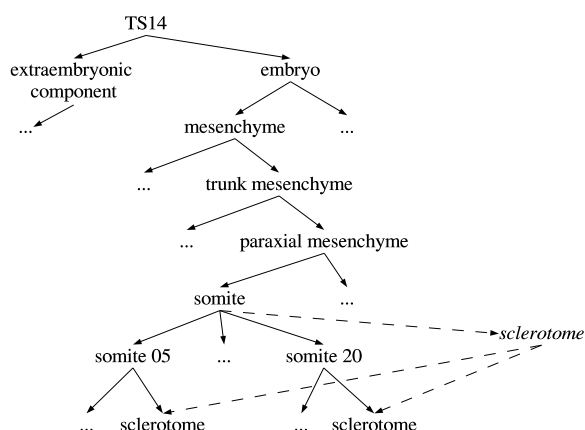 TS14
extraembryonic
component
embryo
...
mesenchyme
...
...
trunk mesenchyme
...
paraxial mesenchyme
somite
...
sclerotome
somite 05
...
somite 20
...
sclerotome
...
sclerotome